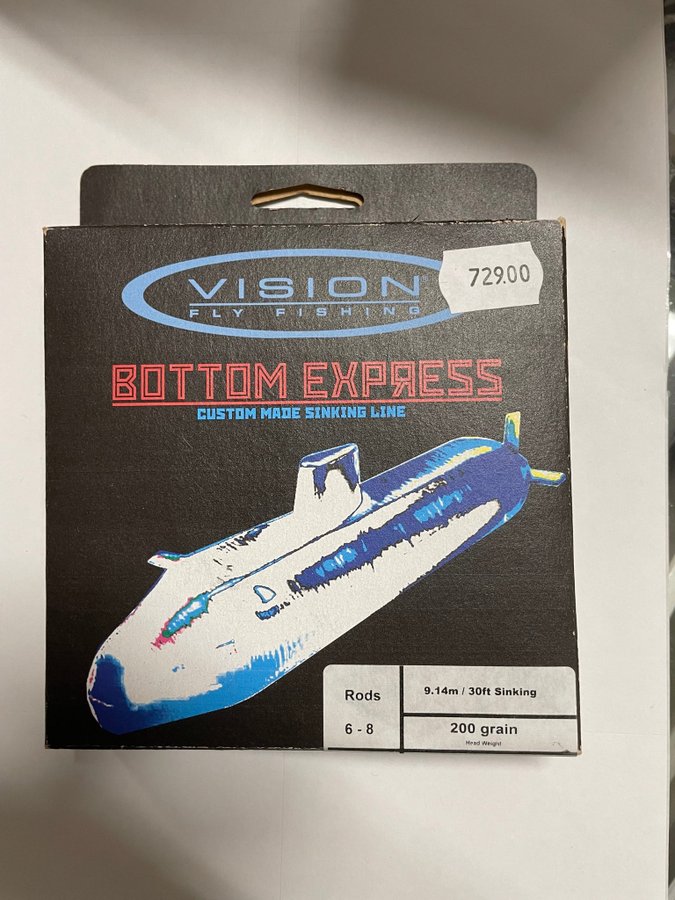 VISION
FLY FISHING
729.00
BOTTOM EXPRESS
CUSTOM MADE SINKING LINE
Rods
6 - 8
9.14m / 30ft Sinking
200 grain
Head Weight